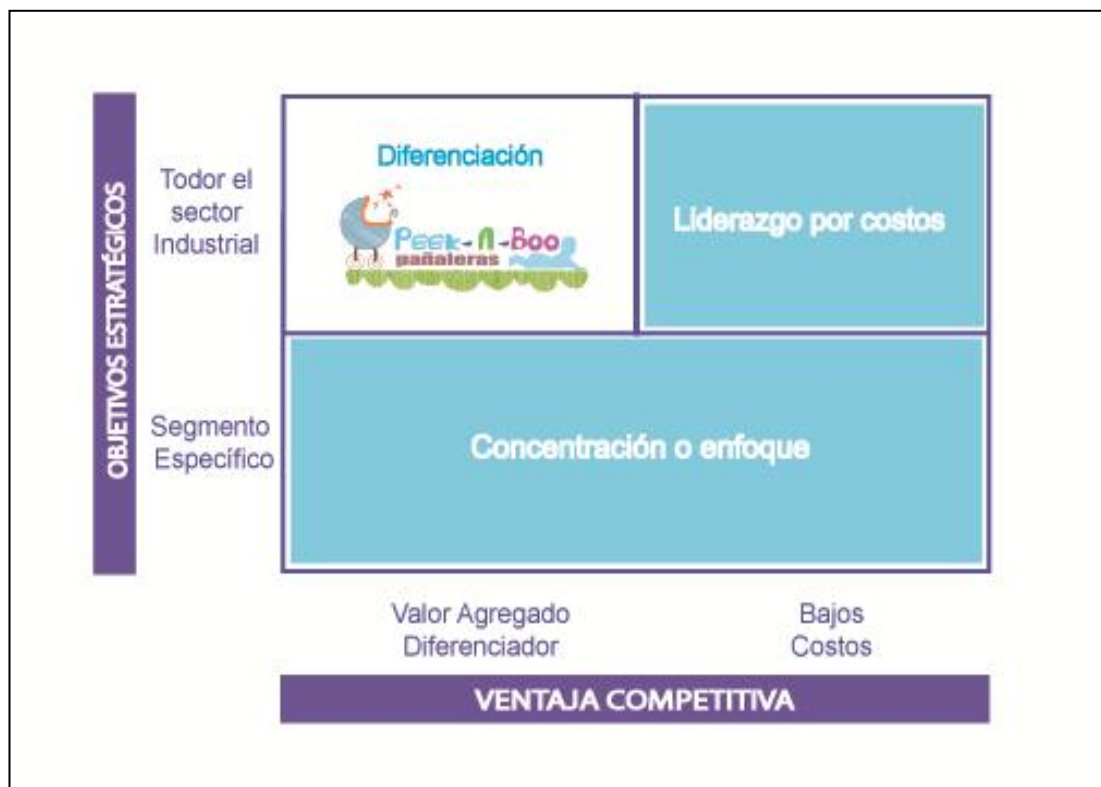 OBJETIVOS ESTRATÉGICOS
Todor el
sector
Industrial
Diferenciación
PEEK-A-BOO
pañaleras
Liderazgo por costos
Segmento
Específico
Concentración o enfoque
Valor Agregado
Diferenciador
Bajos
Costos
VENTAJA COMPETITIVA